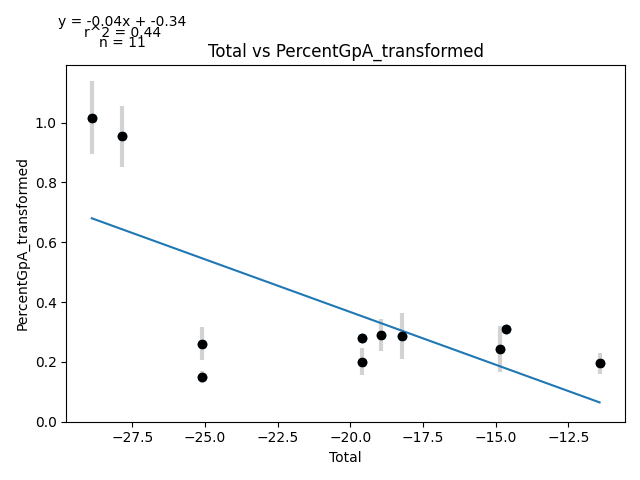 y = -0.04x + -0.34
r^2 = 0.44
n = 11
Total vs PercentGpA_transformed
PercentGpA_transformed
1.0
0.8
0.6
0.4
0.2
0.0
−27.5 −25.0 −22.5 −20.0 −17.5 −15.0 −12.5
Total